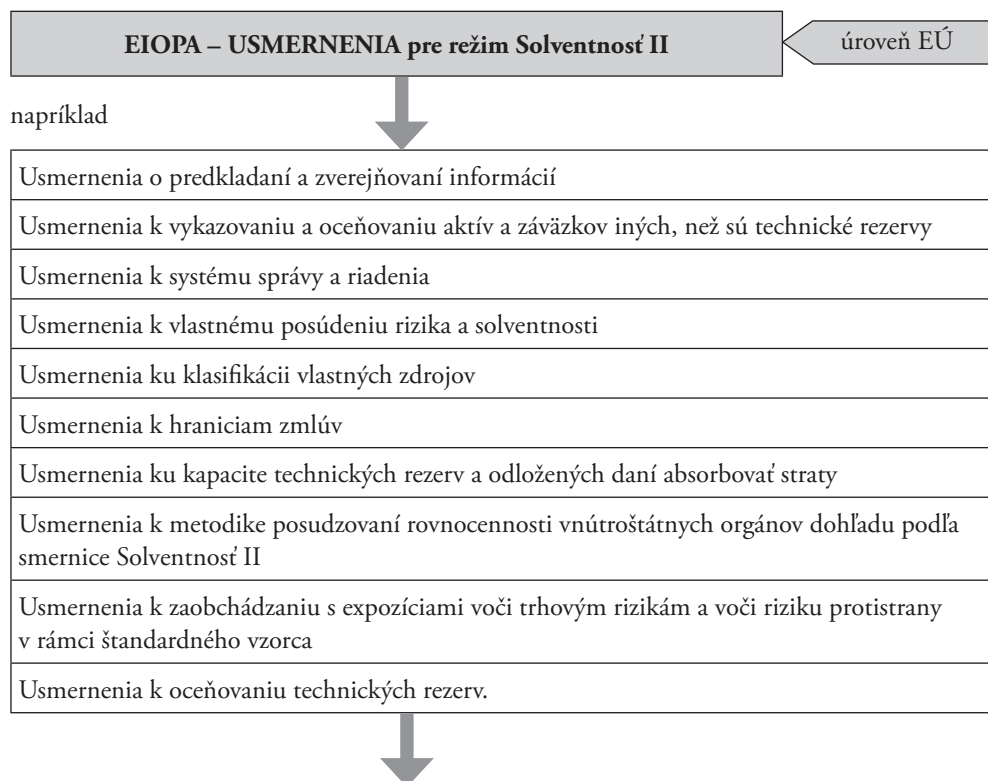 EIOPA – USMERNENIA pre režim Solventnosť II
úroveň EÚ
napríklad
Usmernenia o predkladaní a zverejňovaní informácií
Usmernenia k vykazovaniu a oceňovaniu aktív a záväzkov iných, než sú technické rezervy
Usmernenia k systému správy a riadenia
Usmernenia k vlastnému posúdeniu rizika a solventnosti
Usmernenia ku klasifikácii vlastných zdrojov
Usmernenia k hraniciam zmlúv
Usmernenia ku kapacite technických rezerv a odložených daní absorbovať straty
Usmernenia k metodike posudzovaní rovnocennosti vnútroštátnych orgánov dohľadu podľa
smernice Solventnosť II
Usmernenia k zaobchádzaniu s expozíciami voči trhovým rizikám a voči riziku protistrany
v rámci štandardného vzorca
Usmernenia k oceňovaniu technických rezerv.